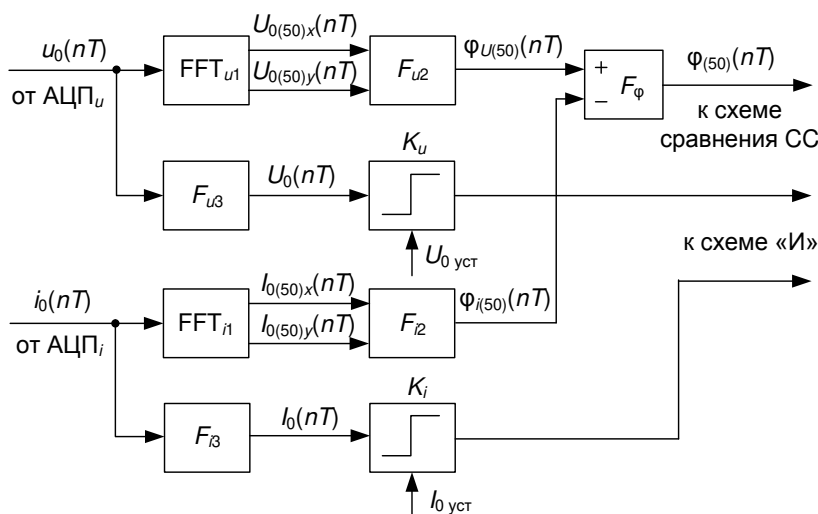 u0(nT)
от АЦПu
FFTu1
U0(50)x(nT)
U0(50)y(nT)
Fu2
φU(50)(nT)
+
−
Fφ
φ(50)(nT)
к схеме
сравнения СС
Fu3
U0(nT)
Ku
U0 уст
к схеме «И»
i0(nT)
от АЦПi
FFTi1
I0(50)x(nT)
I0(50)y(nT)
Fi2
φi(50)(nT)
Fi3
I0(nT)
Ki
I0 уст